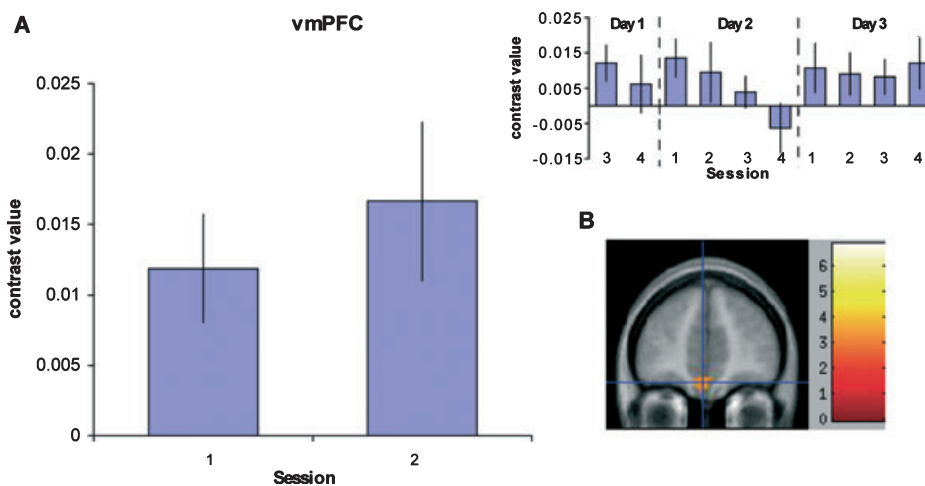 A
vmPFC
contrast value
0.025
0.02
0.015
0.01
0.005
0
1 2
Session
contrast value
Day 1 Day 2 Day 3
0.025
0.015
0.005
-0.005
-0.015
3 4 1 2 3 4 1 2 3 4
Session
B
6
5
4
3
2
1
0